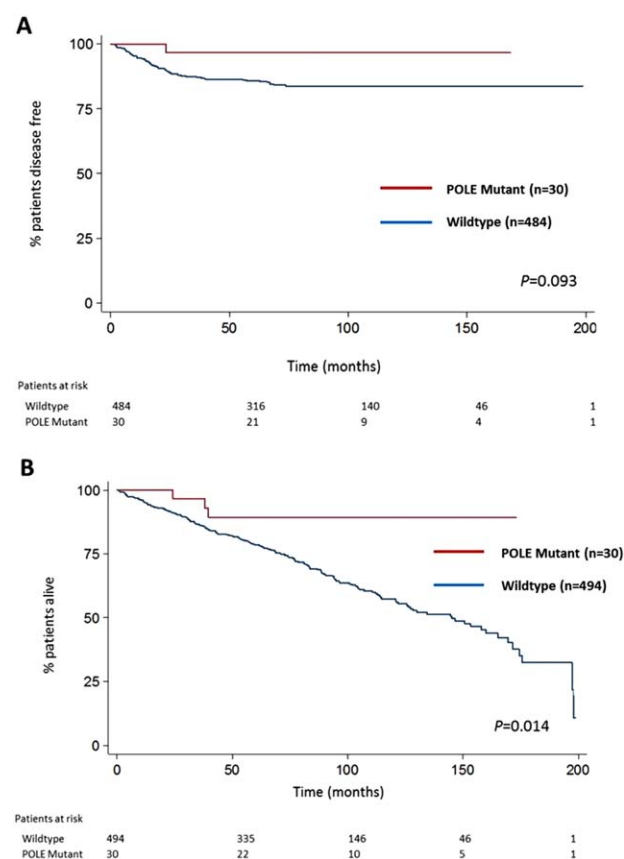 A
100
75
50
25
0
% patients disease free
POLE Mutant (n=30)
Wildtype (n=484)
P=0.093
0 50 100 150 200
Time (months)
Patients at risk
Wildtype 484 316 140 46 1
POLE Mutant 30 21 9 4 1
B
100
75
50
25
0
% patients alive
POLE Mutant (n=30)
Wildtype (n=494)
P=0.014
0 50 100 150 200
Time (months)
Patients at risk
Wildtype 494 335 146 46 1
POLE Mutant 30 22 10 5 1